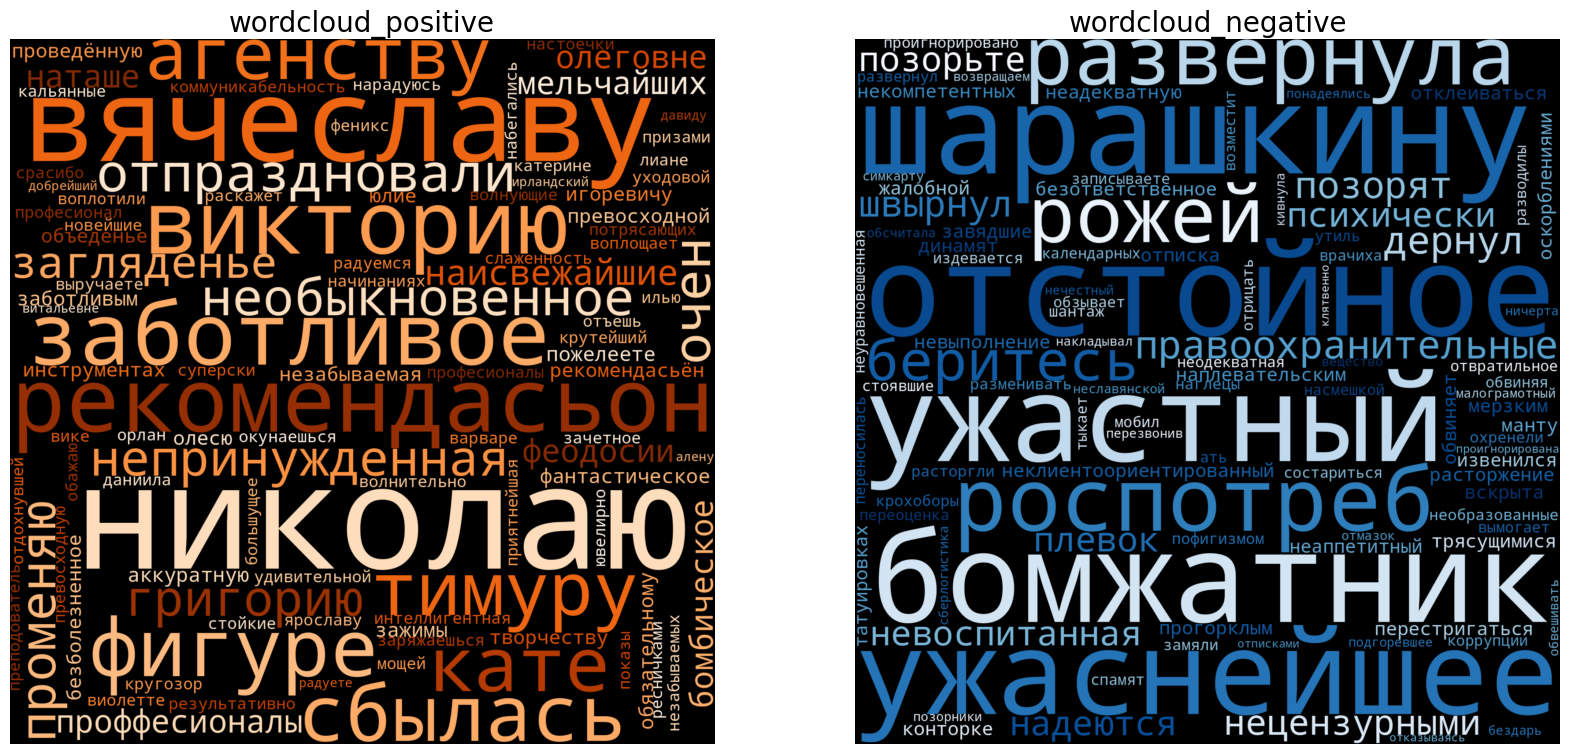 wordcloud_positive
проведённую
агенству
настоечки
олеговне
наташе
кальянные
коммуникабельность
нарадуюсь
набегались
мельчайших
вячеславу
феникс
давиду
призами
срасибо
добрейший
отпраздновали
катерине
ирландский
лиане
уходовой
воплотили
раскажет
юлие
волнующие
игоревичу
професионал
новейшие
объеденье
викторию
превосходной
потрясающих
воплощает
слаженность
загляденье
радуемся
начинаниях
наисвежайшие
очен
выручаете
заботливым
витальевне
необыкновенное
илью
заботливое
отъешь
крутейший
пожелеете
инструментах
суперски
незабываемая
професионалы
рекомендасьён
рекомендасьон
вике
орлан
олесю
окунаешься
варваре
зачетное
непринужденная
феодосии
алену
отдохнувшей
обажаю
даниила
волнительно
фантастическое
большущее
николаю
приятнейшая
ювелирно
променяю
бомбическое
преподователь
превосходную
безболезненное
аккуратную
удивительной
григорию
тимуру
стойкие
ярославу
интеллигентная
зажимы
заряжаешься
творчеству
показы
обязательному
ресничками
незабываемых
фигуре
мощей
кате
кругозор
радуете
виолетте
результативно
проффесионалы
сбылась
wordcloud_negative
проигнорировано
позорьте
развернула
развернул
возвращаем
некомпетентных
неадекватную
понадеялись
отклеиваться
шарашкину
возместит
оскорблениями
симкарту
жалобной
записываете
безответственное
позорят
разводилы
швырнул
рожей
кивнула
психически
обсчитала
завядшие
динамят
издевается
календарных
отписка
утиль
врачиха
дернул
неуравновешенная
отстойное
нечестный
обзывает
шантаж
отрицать
клятвенно
ничерта
невыполнение
накладывал
правоохранительные
беритесь
неодекватная
наплевательским
вещество
отвратильное
стоявшие
разменивать
неславянской
наглецы
насмешкой
обвиняет
обвиняя
малограмотный
мерзким
переносилась
ужастный
тыкает
мобил
перезвонив
манту
охренели
проигнорирована
извенился
ать
расторгли
неклиентоориентированный
состариться
расторжение
крохоборы
переоценка
роспотреб
вскрыта
необразованные
вымогает
плевок
пофигизмом
отмазок
неаппетитный
трясущимися
татуировках
сберлогистика
бомжатник
обвешивать
невоспитанная
прогорклым
замяли
отписками
перестригаться
подгоревшее
коррупции
ужаснейшее
спамят
позорники
конторке
надеются
нецензурными
отказываясь
бездарь